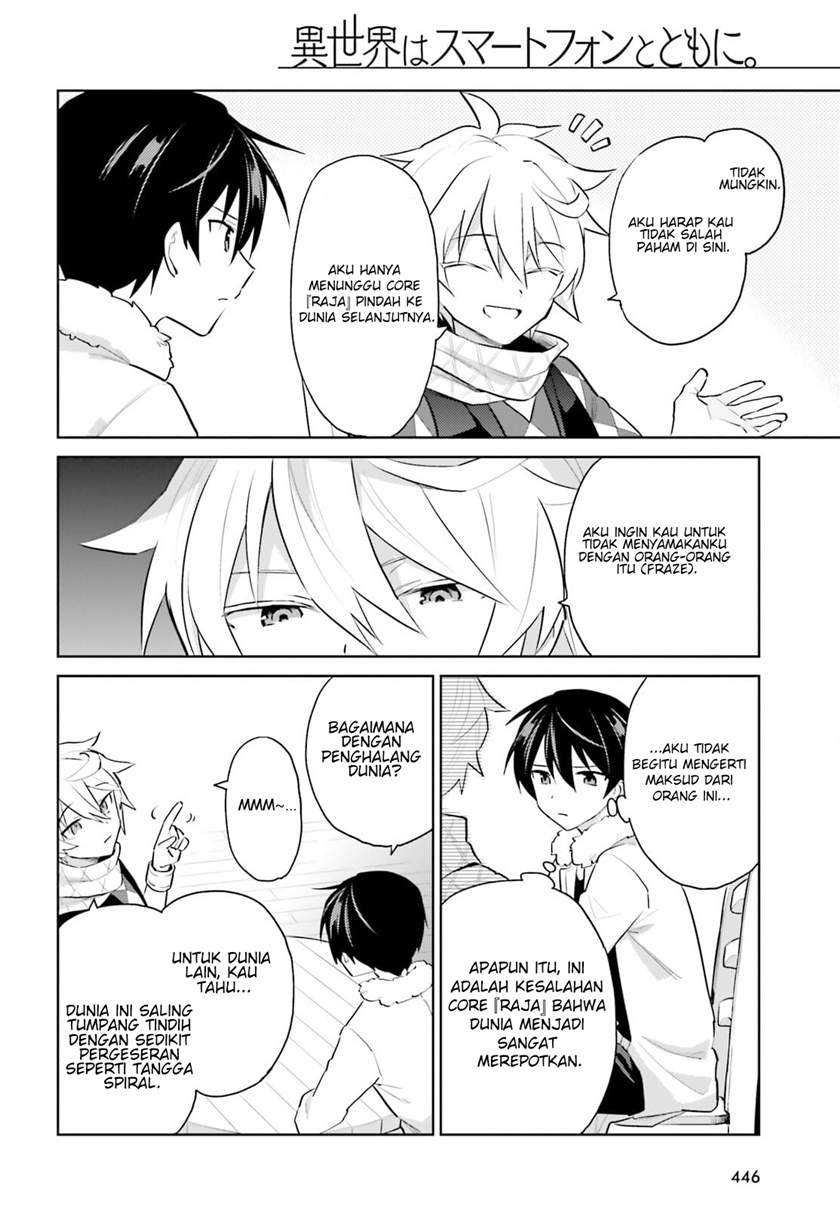 異世界はスマートフォンとともに。
TIDAK
MUNGKIN.
AKU HARAP KAU
TIDAK SALAH
PAHAM DI SINI.
AKU HANYA
MENUNGGU CORE
『RAJA』 PINDAH KE
DUNIA SELANJUTNYA.
AKU INGIN KAU UNTUK
TIDAK MENYAMAKANKU
DENGAN ORANG-ORANG
ITU (FRAZE).
...AKU TIDAK
BEGITU MENGERTI
MAKSUD DARI
ORANG INI...
APAPUN ITU, INI
ADALAH KESALAHAN
CORE 『RAJA』 BAHWA
DUNIA MENJADI
SANGAT
MEREPOTKAN.
BAGAIMANA
DENGAN
PENGHALANG
DUNIA?
MMM~...
UNTUK DUNIA
LAIN, KAU
TAHU...
DUNIA INI SALING
TUMPANG TINDIH
DENGAN SEDIKIT
PERGESERAN
SEPERTI TANGGA
SPIRAL.
446